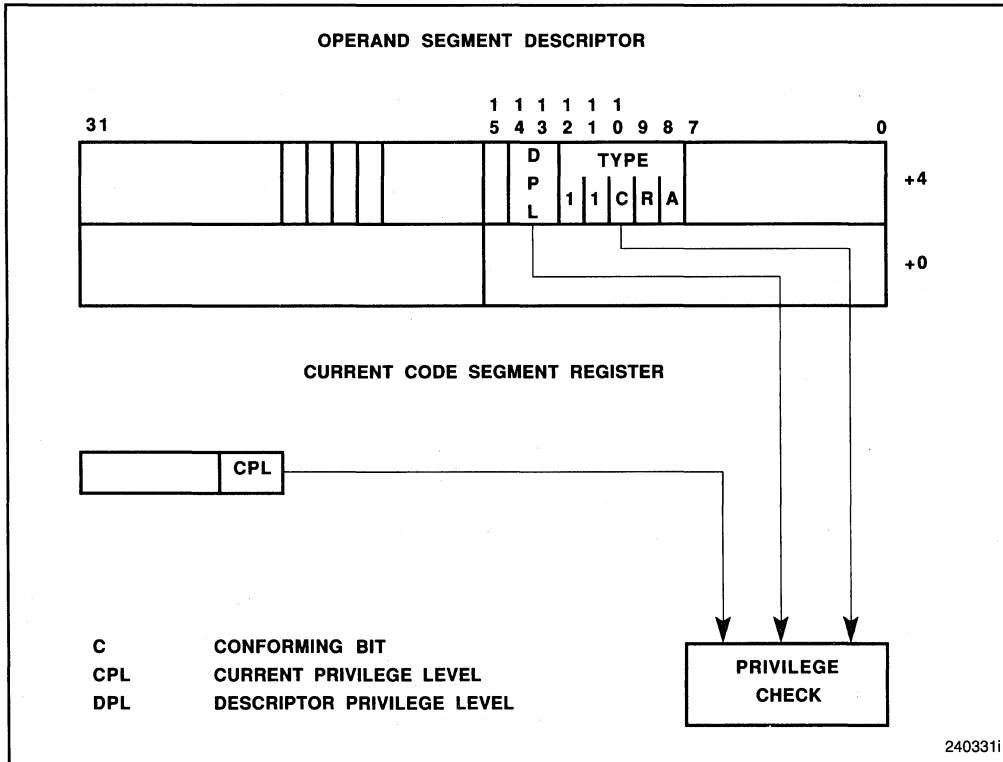 OPERAND SEGMENT DESCRIPTOR
1 1 1 1 1 1
31 5 4 3 2 1 0 9 8 7 0
D
P
L
TYPE
1 1 C R A
+4
+0
CURRENT CODE SEGMENT REGISTER
CPL
C CONFORMING BIT
CPL CURRENT PRIVILEGE LEVEL
DPL DESCRIPTOR PRIVILEGE LEVEL
PRIVILEGE
CHECK
240331i